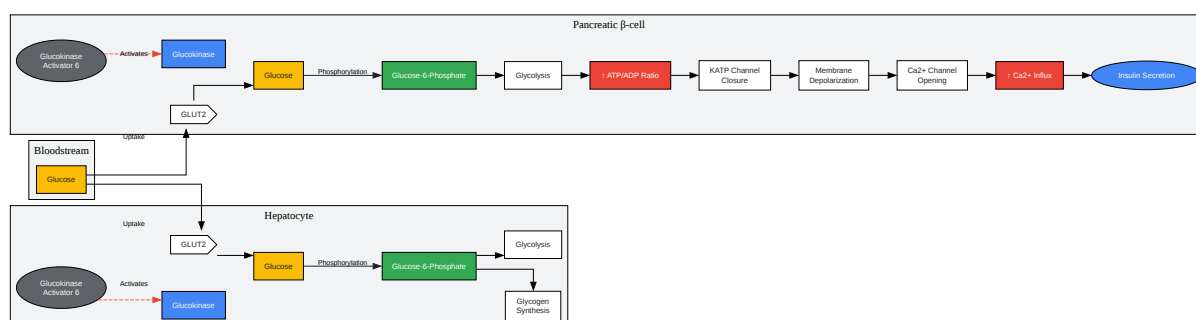 Pancreatic β-cell
Glucokinase
Activator 6
Activates
Glucokinase
GLUT2
Glucose
Phosphorylation
Glucose-6-Phosphate
Glycolysis
↑ ATP/ADP Ratio
KATP Channel
Closure
Membrane
Depolarization
Ca2+ Channel
Opening
↑ Ca2+ Influx
Insulin Secretion
Uptake
Bloodstream
Glucose
Hepatocyte
Uptake
GLUT2
Glucose
Phosphorylation
Glucose-6-Phosphate
Glycolysis
Glycogen
Synthesis
Glucokinase
Activator 6
Activates
Glucokinase